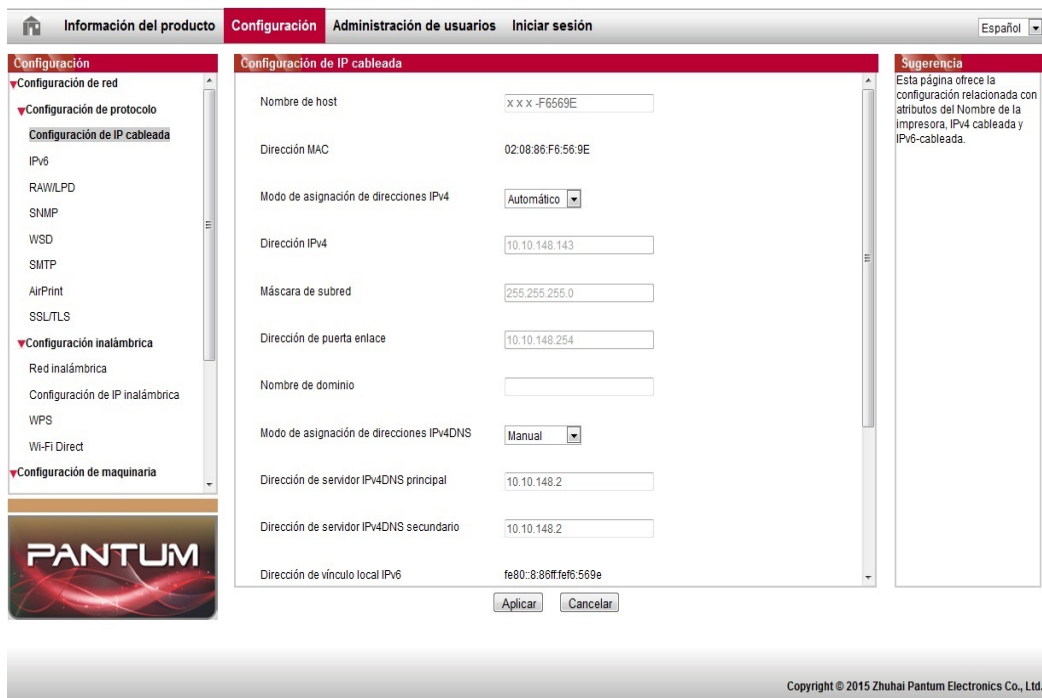 Información del producto
Configuración
Administración de usuarios
Iniciar sesión
Español
Configuración
Configuración de red
Configuración de protocolo
Configuración de IP cableada
IPv6
RAW/LPD
SNMP
WSD
SMTP
AirPrint
SSL/TLS
Configuración inalámbrica
Red inalámbrica
Configuración de IP inalámbrica
WPS
Wi-Fi Direct
Configuración de maquinaria
PANTUM
Configuración de IP cableada
Nombre de host x x x -F6569E
Dirección MAC 02:08:86:F6:56:9E
Modo de asignación de direcciones IPv4 Automático
Dirección IPv4 10.10.148.143
Máscara de subred 255.255.255.0
Dirección de puerta enlace 10.10.148.254
Nombre de dominio
Modo de asignación de direcciones IPv4DNS Manual
Dirección de servidor IPv4DNS principal 10.10.148.2
Dirección de servidor IPv4DNS secundario 10.10.148.2
Dirección de vínculo local IPv6 fe80::8:86ff:fef6:569e
Aplicar
Cancelar
Sugerencia
Esta página ofrece la
configuración relacionada con
atributos del Nombre de la
impresora, IPv4 cableada y
IPv6-cableada.
Copyright © 2015 Zhuhai Pantum Electronics Co., Ltd.